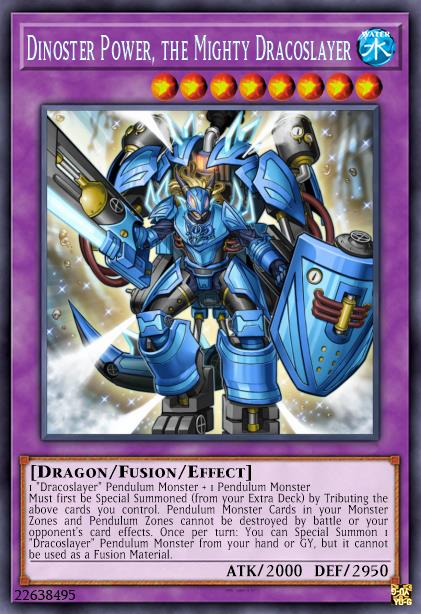 DINOSTER POWER, THE MIGHTY DRACOSLAYER
WATER
水
[DRAGON/FUSION/EFFECT]
1 "Dracoslayer" Pendulum Monster + 1 Pendulum Monster
Must first be Special Summoned (from your Extra Deck) by Tributing the
above cards you control. Pendulum Monster Cards in your Monster
Zones and Pendulum Zones cannot be destroyed by battle or your
opponent's card effects. Once per turn: You can Special Summon 1
"Dracoslayer" Pendulum Monster from your hand or GY, but it cannot
be used as a Fusion Material.
ATK/2000 DEF/2950
22638495